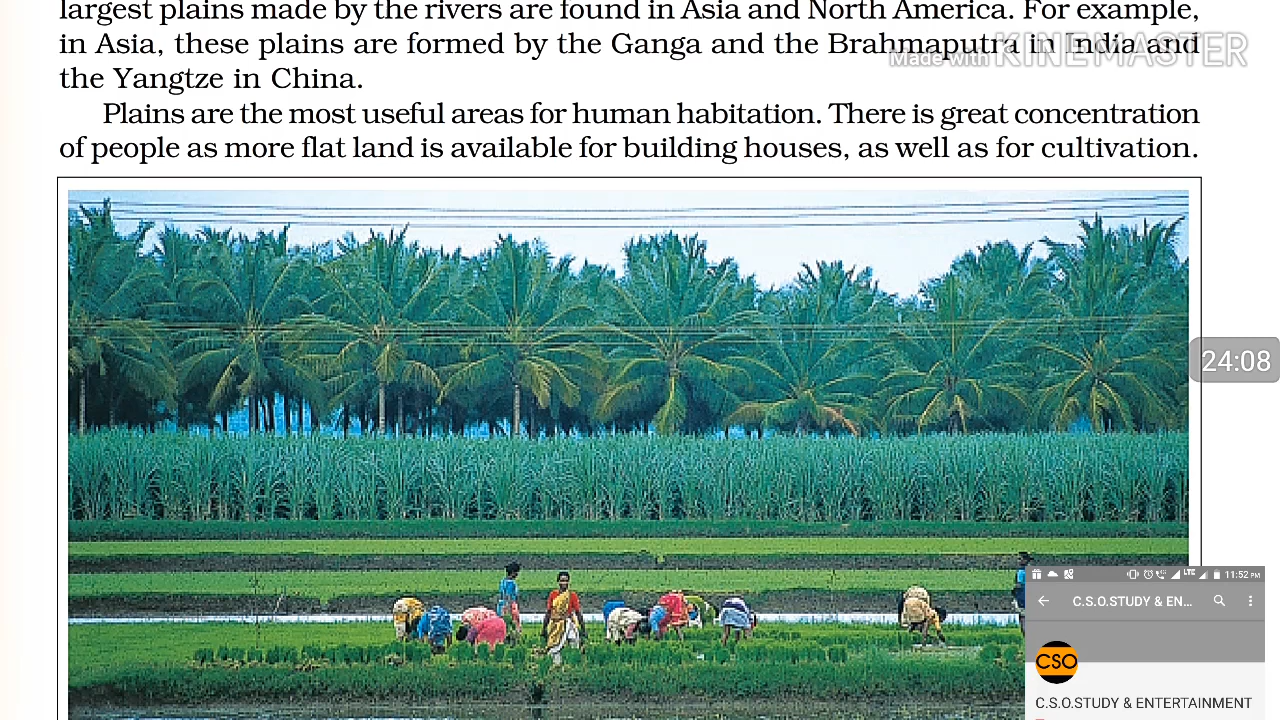 largest plains made by the rivers are found in Asia and North America. For example,
in Asia, these plains are formed by the Ganga and the Brahmaputra in India and
the Yangtze in China.
Made with KINEMASTER
Plains are the most useful areas for human habitation. There is great concentration
of people as more flat land is available for building houses, as well as for cultivation.
24:08
LTE 11:52 PM
C.S.O.STUDY & EN...
CSO
C.S.O.STUDY & ENTERTAINMENT